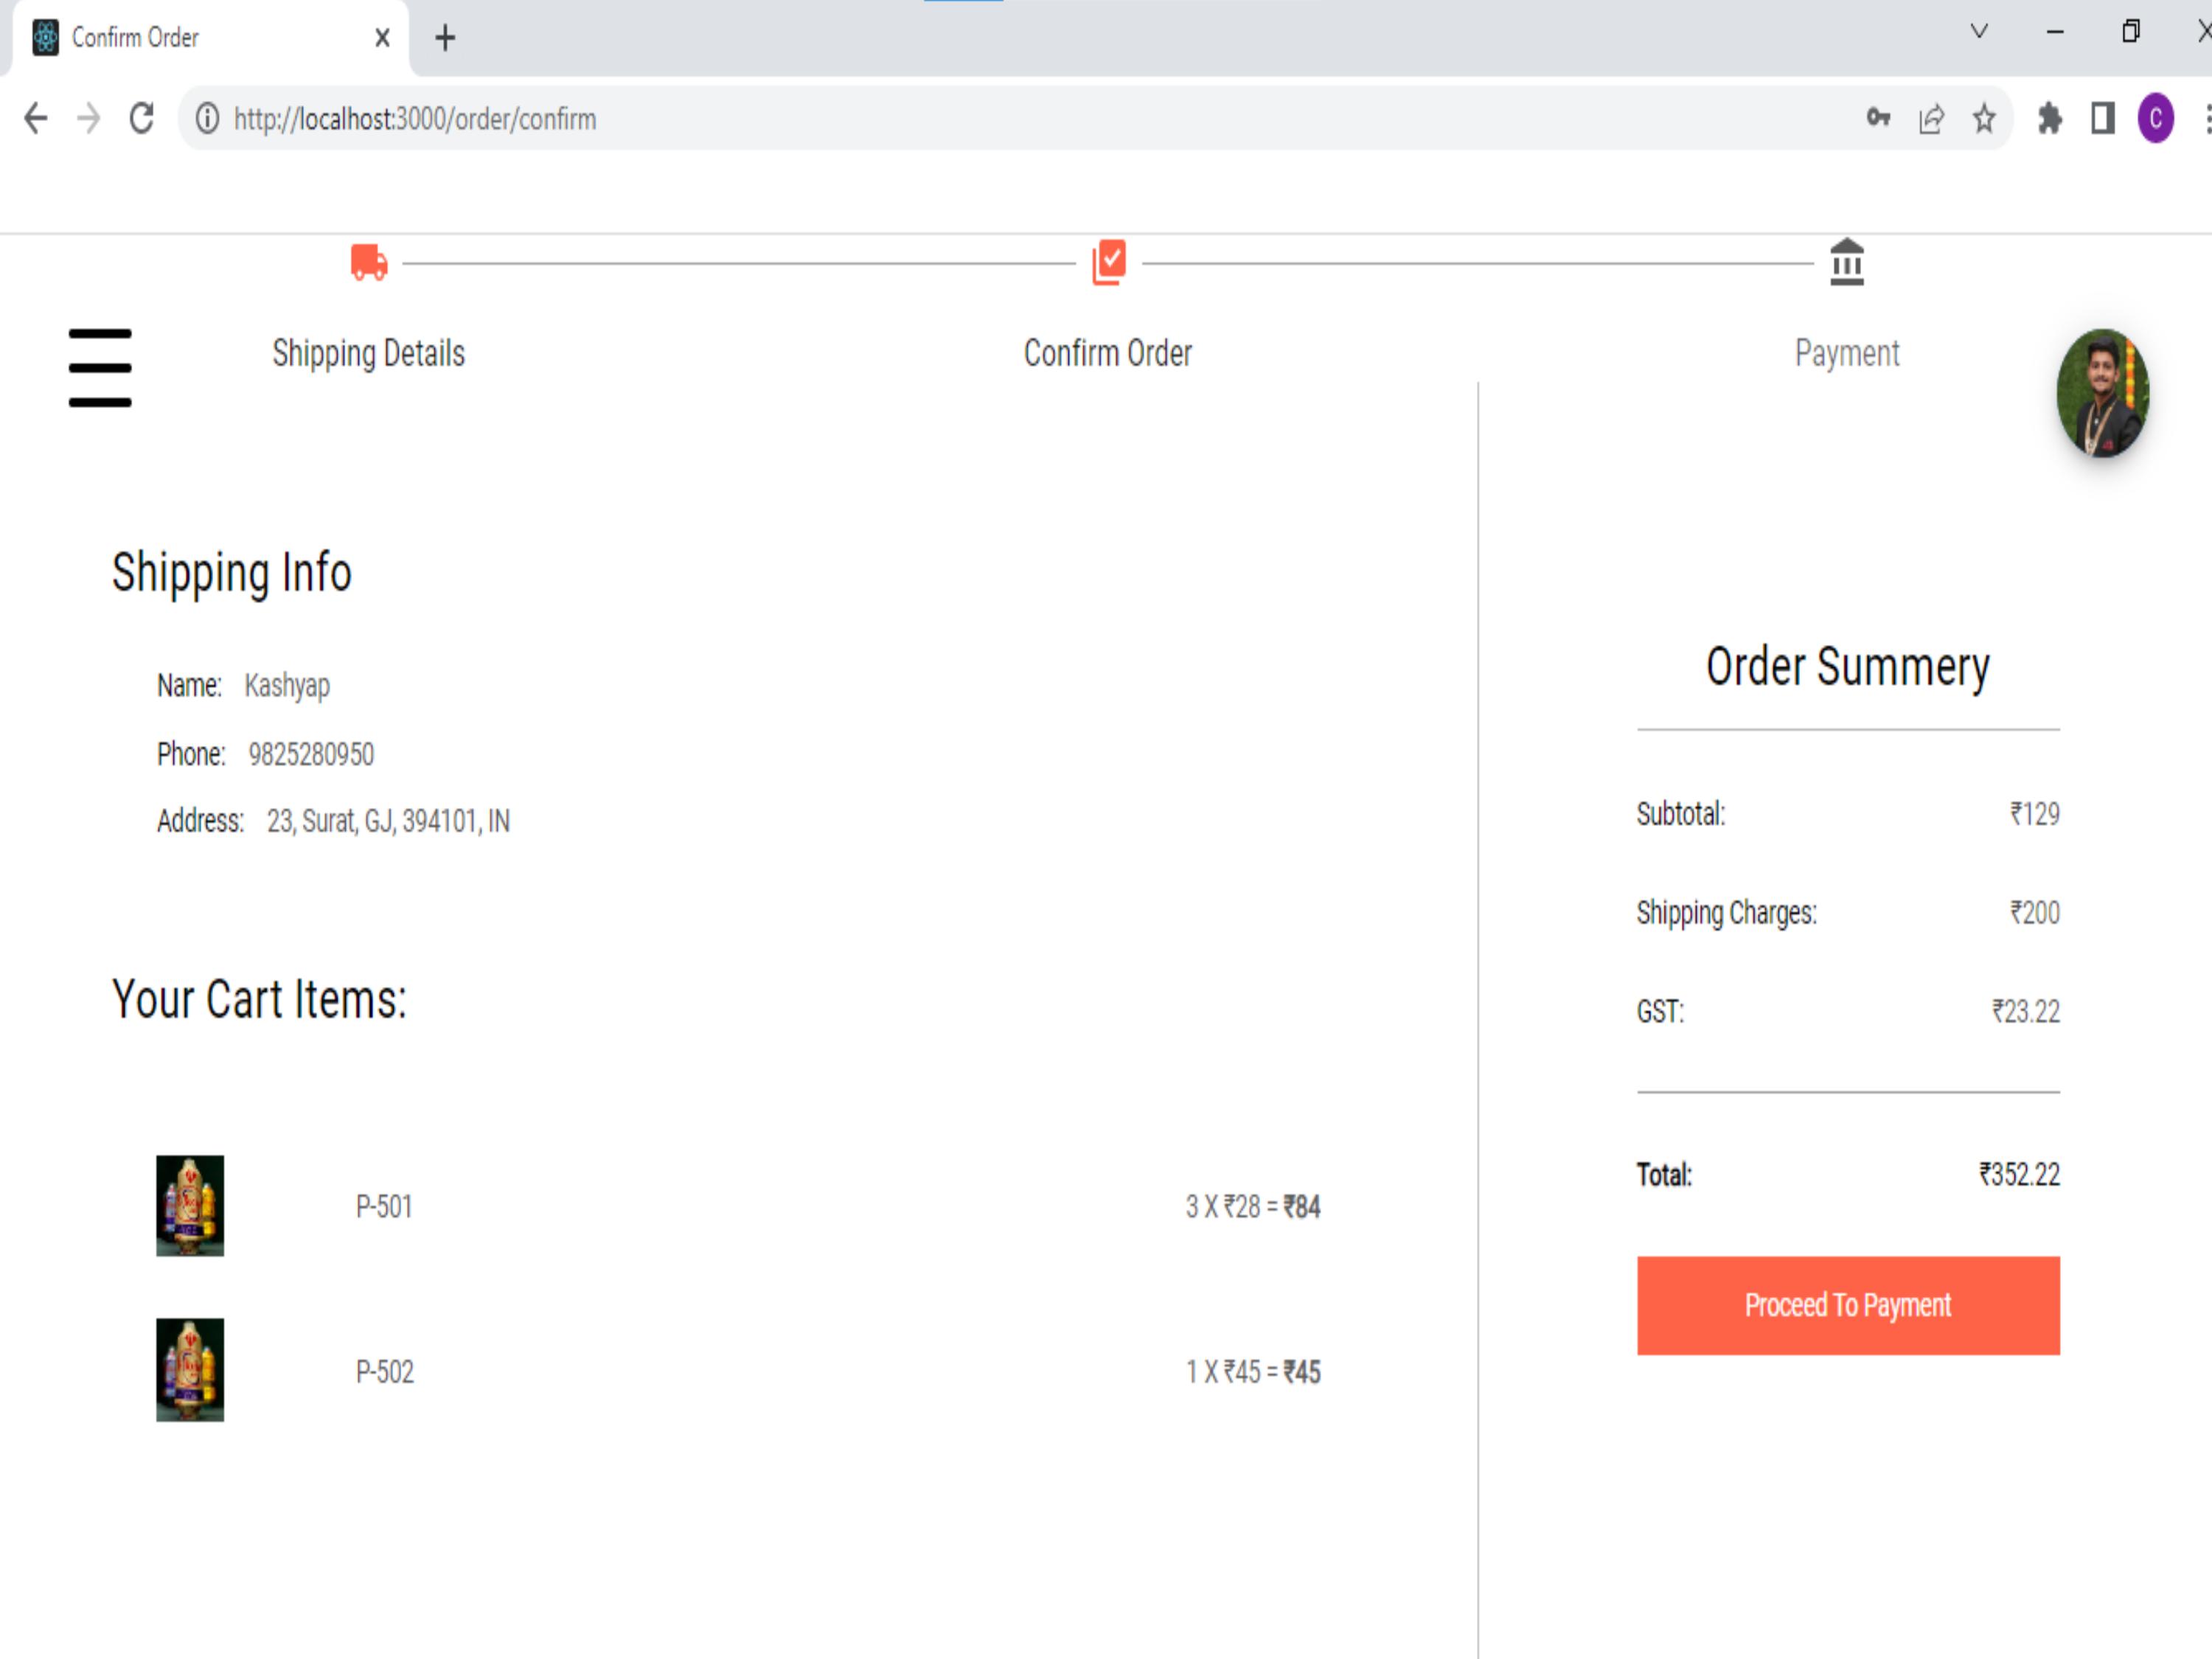 Confirm Order
http://localhost:3000/order/confirm
C
Shipping Details
Confirm Order
Payment
Shipping Info
Name: Kashyap
Phone: 9825280950
Address: 23, Surat, GJ, 394101, IN
Your Cart Items:
P-501 3 X ₹28 = ₹84
P-502 1 X ₹45 = ₹45
Order Summery
Subtotal: ₹129
Shipping Charges: ₹200
GST: ₹23.22
Total: ₹352.22
Proceed To Payment